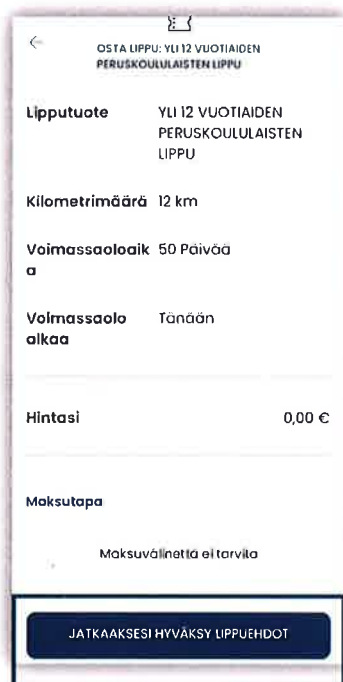 OSTA LIPPU: YLI 12 VUOTIAIDEN
PERUSKOULULAISTEN LIPPU
Lipputuote YLI 12 VUOTIAIDEN
PERUSKOULULAISTEN
LIPPU
Kilometrimäärä 12 km
Voimassaoloaik 50 Päivää
a
Voimassaolo Tänään
alkaa
Hintasi 0,00 €
Maksutapa
Maksuvälinettä ei tarvita
JATKAAKSESI HYVÄKSY LIPPUEHDOT